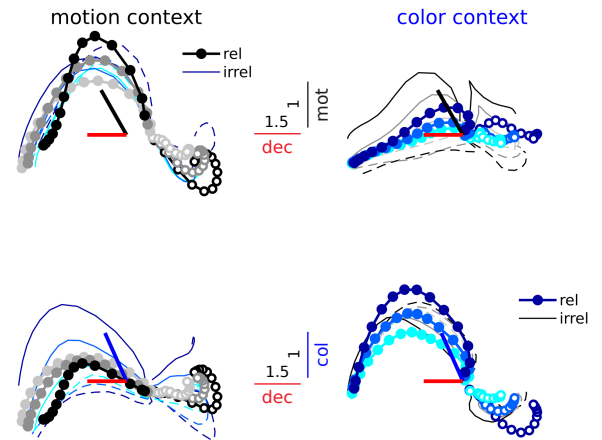 motion context
color context
rel
irrel
1
mot
1.5
dec
rel
irrel
1
col
1.5
dec